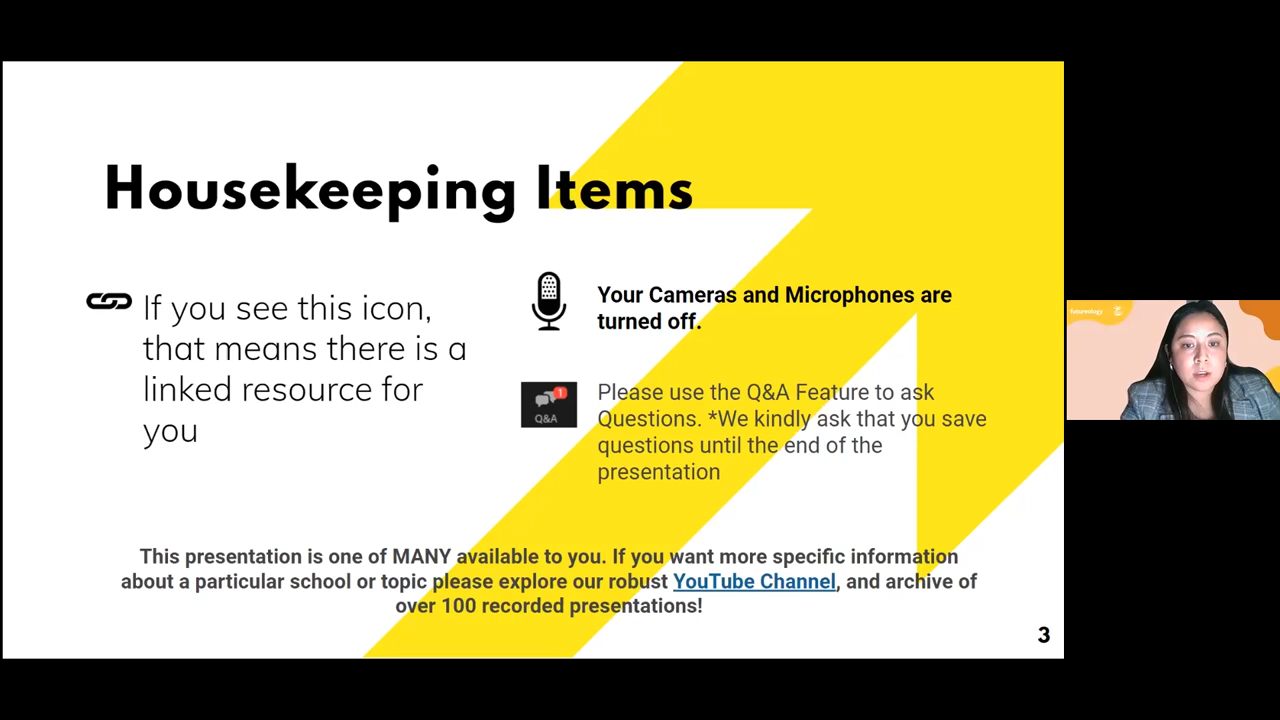 Housekeeping Items
If you see this icon,
that means there is a
linked resource for
you
Your Cameras and Microphones are
turned off.
1
Q&A
Please use the Q&A Feature to ask
Questions. *We kindly ask that you save
questions until the end of the
presentation
This presentation is one of MANY available to you. If you want more specific information
about a particular school or topic please explore our robust YouTube Channel, and archive of
over 100 recorded presentations!
3
futureology